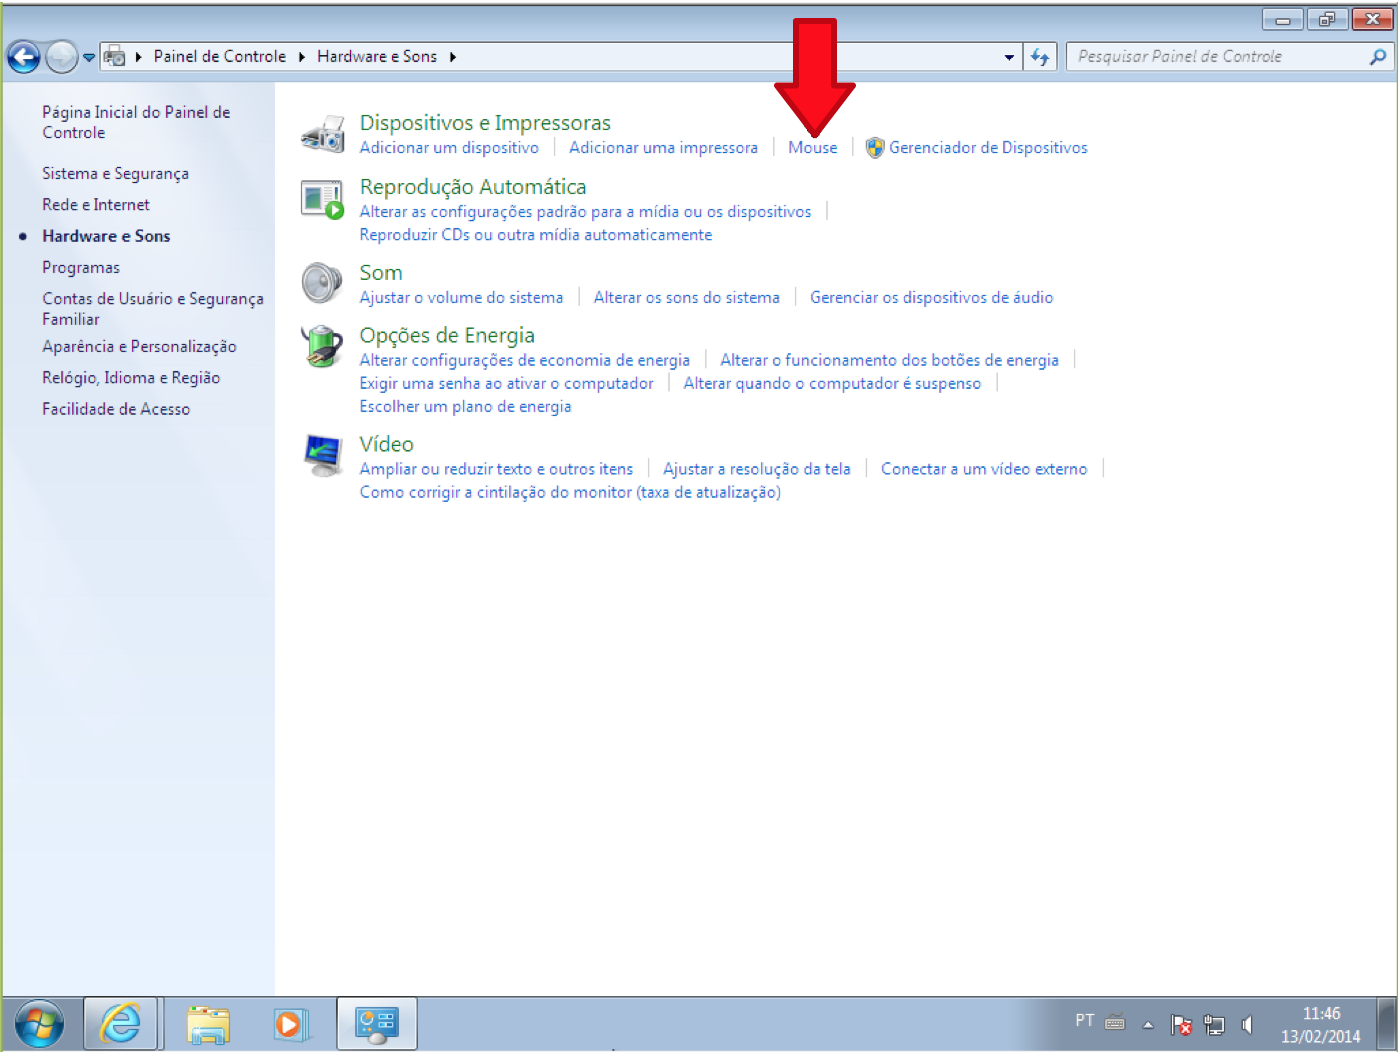 Painel de Controle Hardware e Sons
Pesquisar Painel de Controle
Página Inicial do Painel de
Controle
Sistema e Segurança
Rede e Internet
Hardware e Sons
Programas
Contas de Usuário e Segurança
Familiar
Aparência e Personalização
Relógio, Idioma e Região
Facilidade de Acesso
Dispositivos e Impressoras
Adicionar um dispositivo Adicionar uma impressora Mouse Gerenciador de Dispositivos
Reprodução Automática
Alterar as configurações padrão para a mídia ou os dispositivos
Reproduzir CDs ou outra mídia automaticamente
Som
Ajustar o volume do sistema Alterar os sons do sistema Gerenciar os dispositivos de áudio
Opções de Energia
Alterar configurações de economia de energia Alterar o funcionamento dos botões de energia
Exigir uma senha ao ativar o computador Alterar quando o computador é suspenso
Escolher um plano de energia
Vídeo
Ampliar ou reduzir texto e outros itens Ajustar a resolução da tela Conectar a um vídeo externo
Como corrigir a cintilação do monitor (taxa de atualização)
PT
11:46
13/02/2014